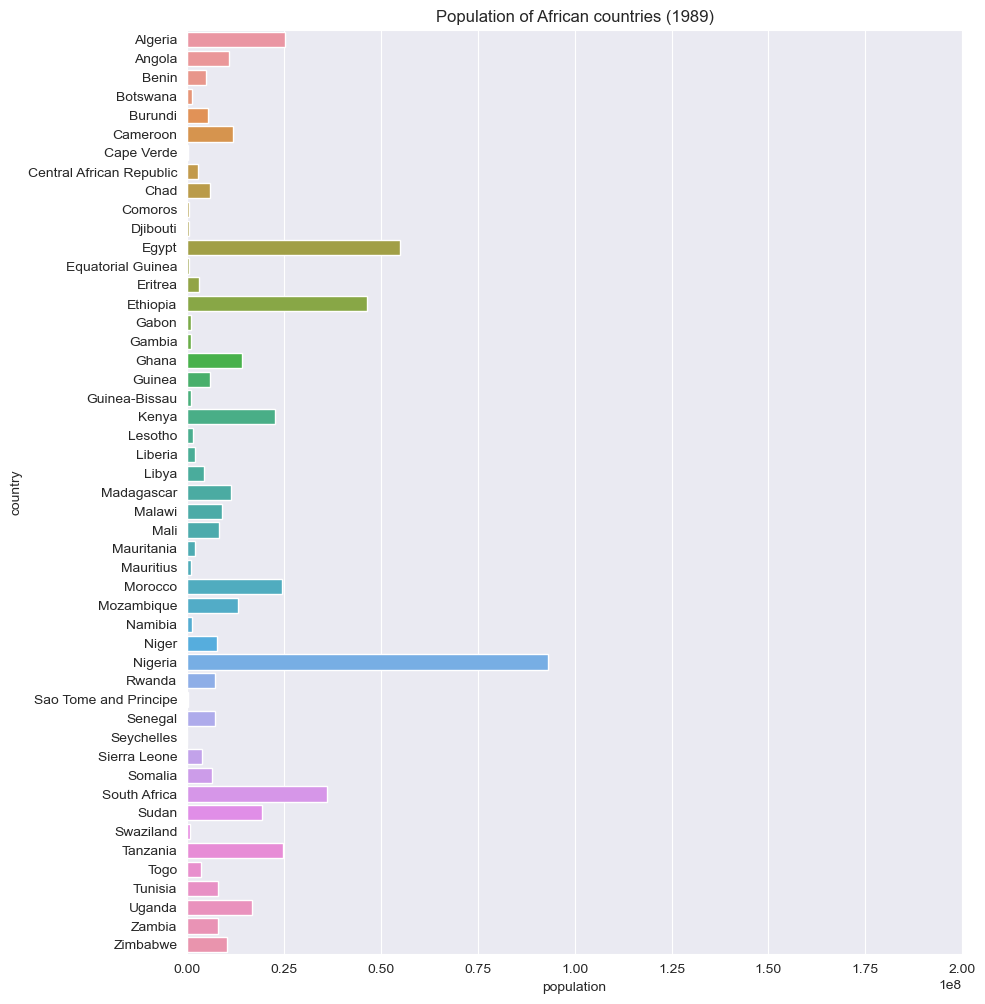 Population of African countries (1989)
Algeria
Angola
Benin
Botswana
Burundi
Cameroon
Cape Verde
Central African Republic
Chad
Comoros
Djibouti
Egypt
Equatorial Guinea
Eritrea
Ethiopia
Gabon
Gambia
Ghana
Guinea
Guinea-Bissau
Kenya
Lesotho
Liberia
Libya
Madagascar
Malawi
Mali
Mauritania
Mauritius
Morocco
Mozambique
Namibia
Niger
Nigeria
Rwanda
Sao Tome and Principe
Senegal
Seychelles
Sierra Leone
Somalia
South Africa
Sudan
Swaziland
Tanzania
Togo
Tunisia
Uganda
Zambia
Zimbabwe
country
0.00 0.25 0.50 0.75 1.00 1.25 1.50 1.75 2.00
1e8
population